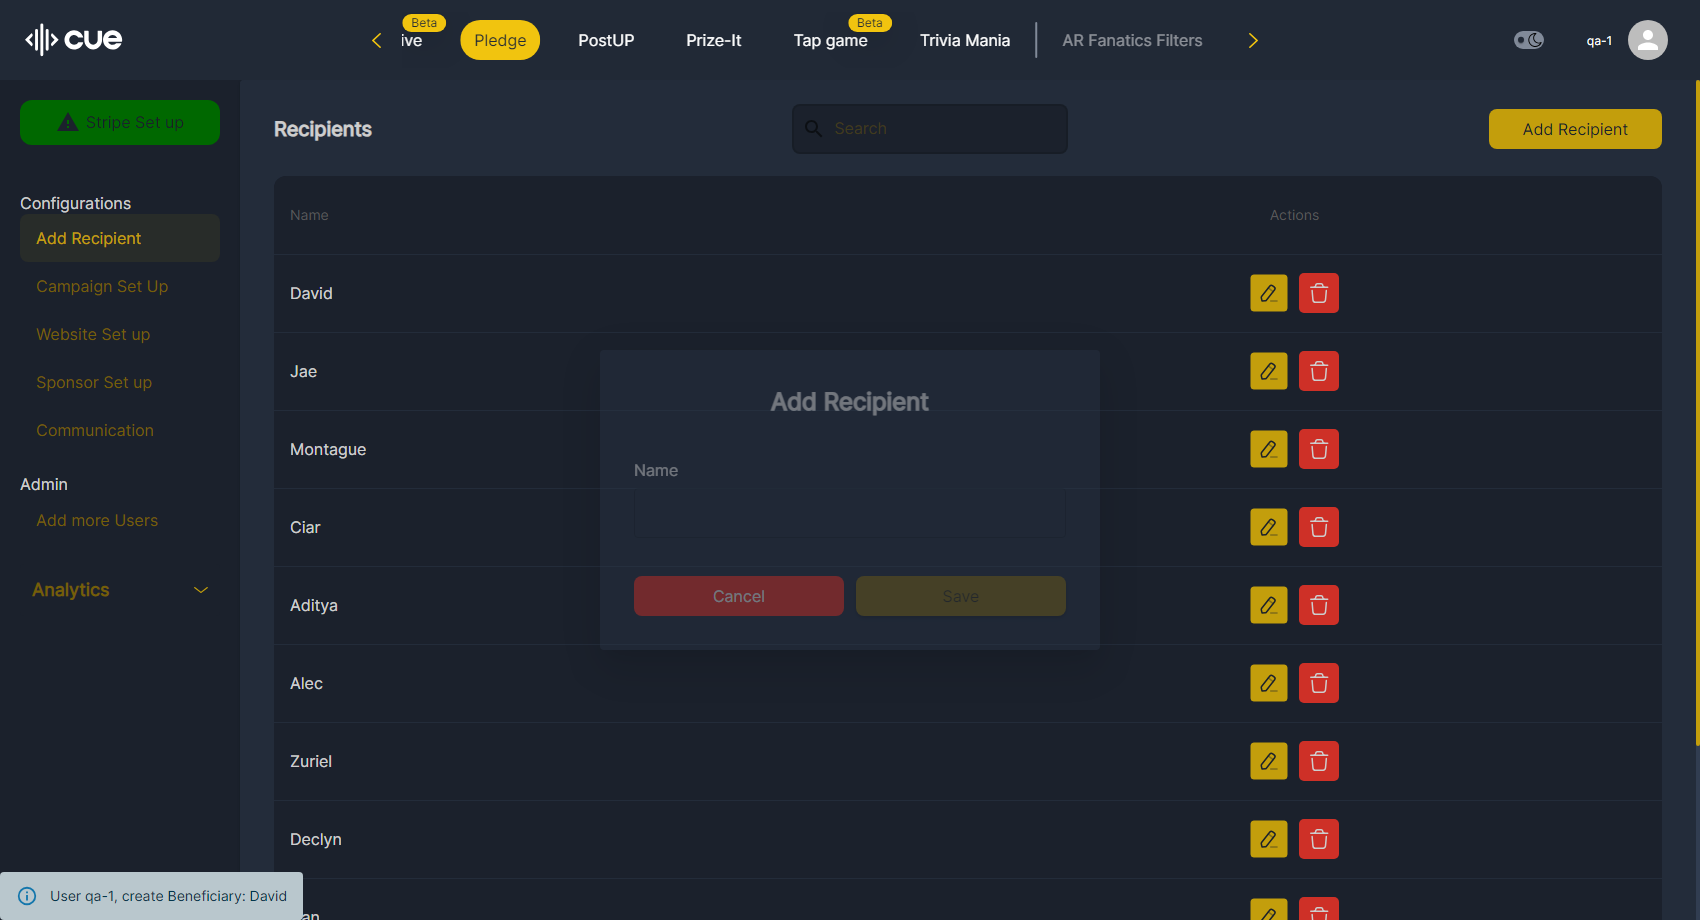 cue
Beta
ive
Pledge
PostUP
Prize-It
Beta
Tap game
Trivia Mania
AR Fanatics Filters
qa-1
Stripe Set up
Configurations
Add Recipient
Campaign Set Up
Website Set up
Sponsor Set up
Communication
Admin
Add more Users
Analytics
Recipients
Search
Add Recipient
Name
Actions
David
Jae
Montague
Ciar
Aditya
Alec
Zuriel
Declyn
Add Recipient
Name
Cancel
Save
User qa-1, create Beneficiary: David